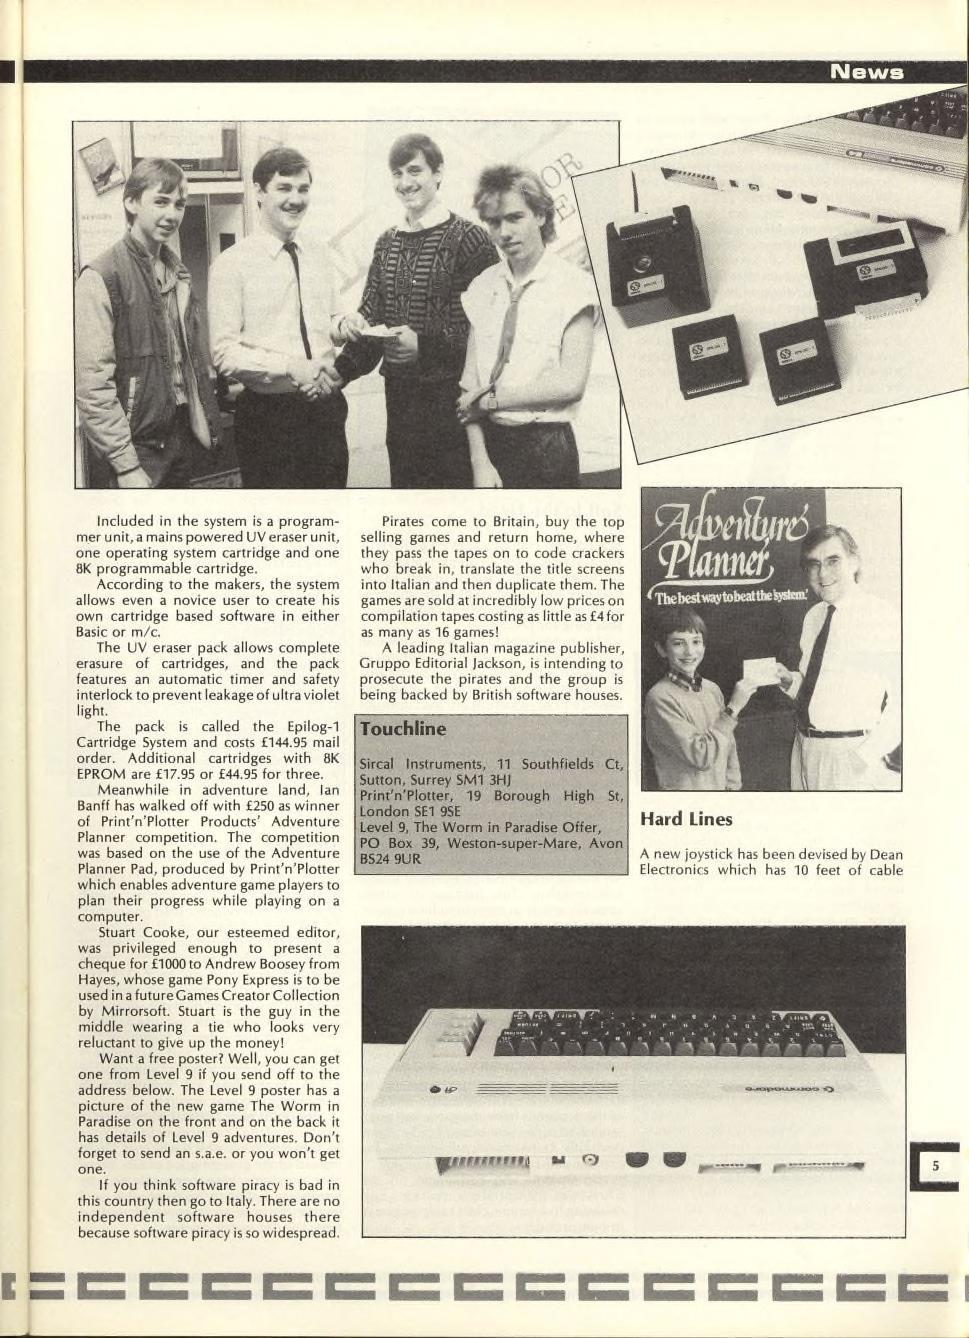 News
Included in the system is a program-
mer unit, a mains powered UV eraser unit,
one operating system cartridge and one
8K programmable cartridge.
According to the makers, the system
allows even a novice user to create his
own cartridge based software in either
Basic or m/c.
The UV eraser pack allows complete
erasure of cartridges, and the pack
features an automatic timer and safety
interlock to prevent leakage of ultra violet
light.
The pack is called the Epilog-1
Cartridge System and costs £144.95 mail
order. Additional cartridges with 8K
EPROM are £17.95 or £44.95 for three.
Meanwhile in adventure land, Ian
Banff has walked off with £250 as winner
of Print'n'Plotter Products' Adventure
Planner competition. The competition
was based on the use of the Adventure
Planner Pad, produced by Print'n'Plotter
which enables adventure game players to
plan their progress while playing on a
computer.
Stuart Cooke, our esteemed editor,
was privileged enough to present a
cheque for £1000 to Andrew Boosey from
Hayes, whose game Pony Express is to be
used in a future Games Creator Collection
by Mirrorsoft. Stuart is the guy in the
middle wearing a tie who looks very
reluctant to give up the money!
Want a free poster? Well, you can get
one from Level 9 if you send off to the
address below. The Level 9 poster has a
picture of the new game The Worm in
Paradise on the front and on the back it
has details of Level 9 adventures. Don't
forget to send an s.a.e. or you won't get
one.
If you think software piracy is bad in
this country then go to Italy. There are no
independent software houses there
because software piracy is so widespread.
Pirates come to Britain, buy the top
selling games and return home, where
they pass the tapes on to code crackers
who break in, translate the title screens
into Italian and then duplicate them. The
games are sold at incredibly low prices on
compilation tapes costing as little as £4 for
as many as 16 games!
A leading Italian magazine publisher,
Gruppo Editorial Jackson, is intending to
prosecute the pirates and the group is
being backed by British software houses.
Touchline
Sircal Instruments, 11 Southfields Ct,
Sutton, Surrey SM1 3HJ
Print'n'Plotter, 19 Borough High St,
London SE1 9SE
Level 9, The Worm in Paradise Offer,
PO Box 39, Weston-super-Mare, Avon
BS24 9UR
Adventure
Planner
'The best way to beat the system.'
Hard Lines
A new joystick has been devised by Dean
Electronics which has 10 feet of cable
commodore
5